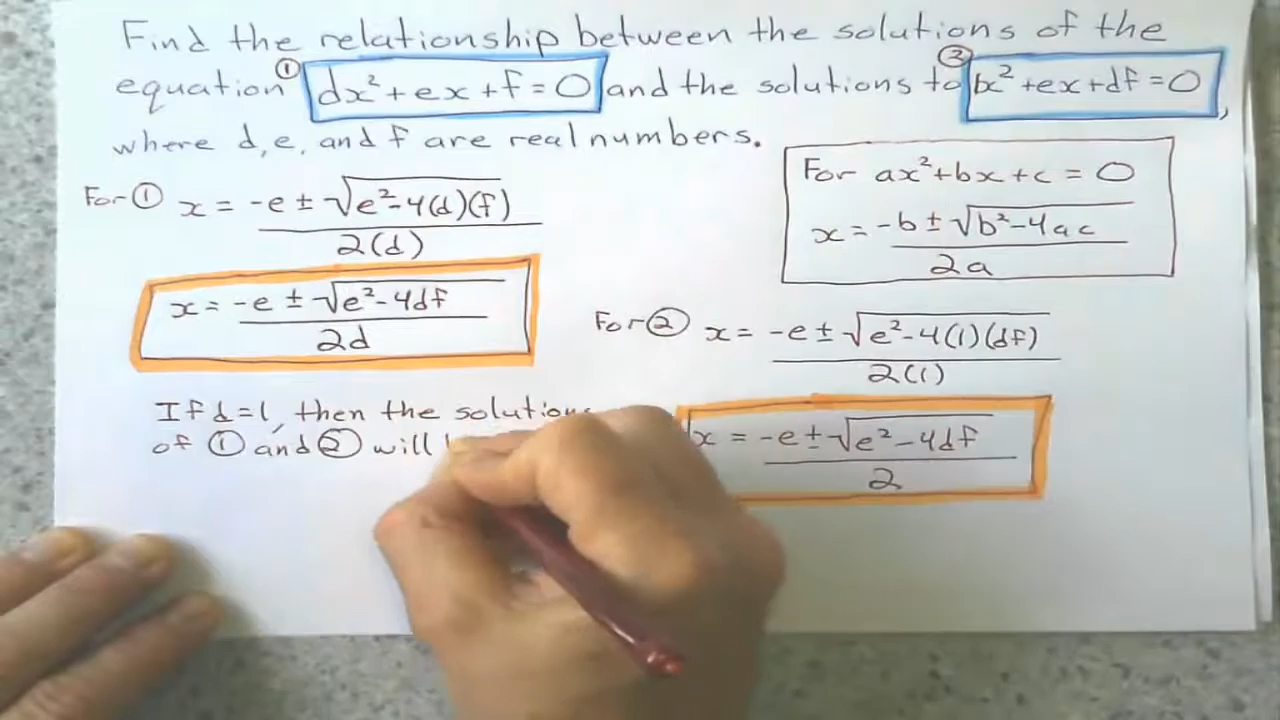 Find the relationship between the solutions of the
equation ① dx²+ex+f=0 and the solutions to ② x²+ex+df=0,
where d,e, and f are real numbers.
For ① x = -e ± √e²-4(d)(f)
2(d)
x = -e ± √e²-4df
2d
For ax²+bx+c = 0
x = -b ± √b²-4ac
2a
For ② x = -e ± √e²-4(1)(df)
2(1)
x = -e ± √e²-4df
2
If d=1, then the solutions
of ① and ② will